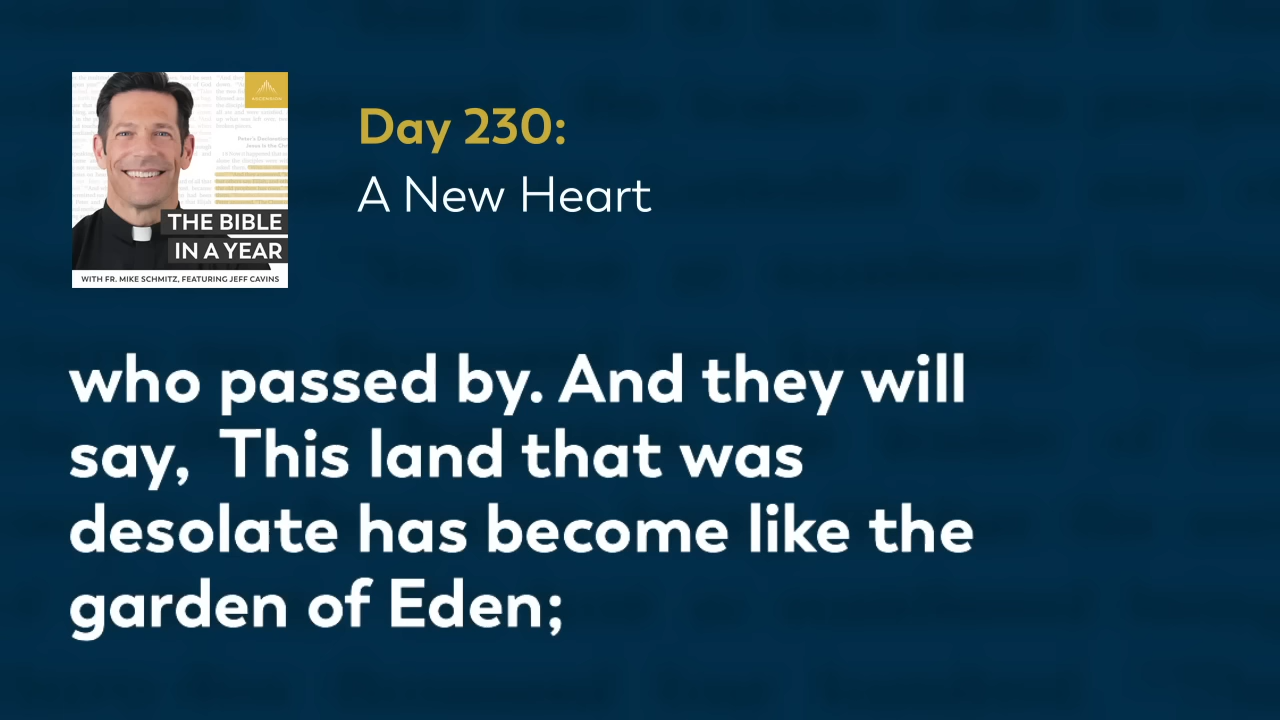 ASCENSION
THE BIBLE
IN A YEAR
WITH FR. MIKE SCHMITZ, FEATURING JEFF CAVINS
Day 230:
A New Heart
who passed by. And they will
say, This land that was
desolate has become like the
garden of Eden;